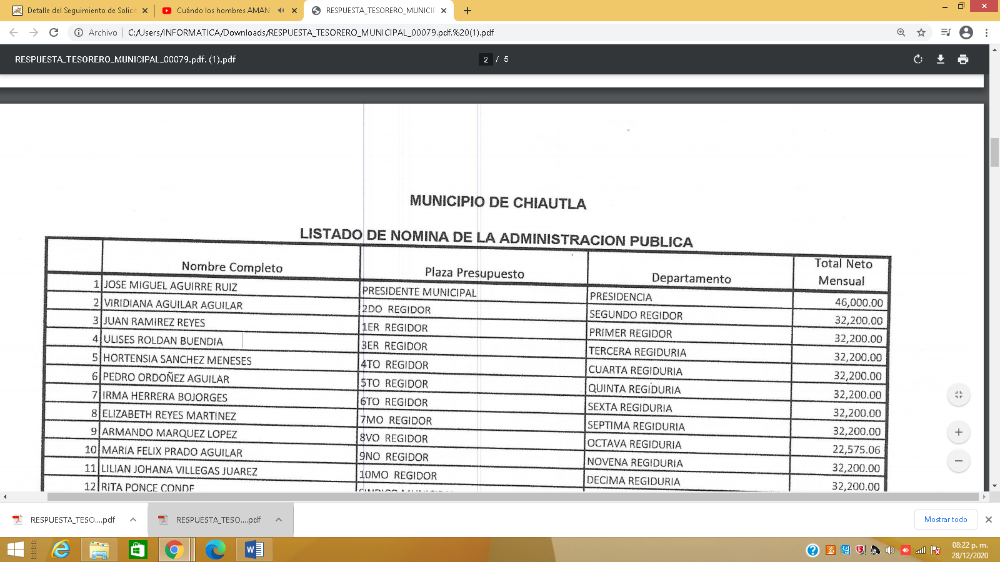 Detalle del Seguimiento de Solicit
Cuándo los hombres AMAN
RESPUESTA_TESORERO_MUNICIP
Archivo
C:/Users/INFORMATICA/Downloads/RESPUESTA_TESORERO_MUNICIPAL_00079.pdf.%20(1).pdf
RESPUESTA_TESORERO_MUNICIPAL_00079.pdf. (1).pdf
2 / 5
MUNICIPIO DE CHIAUTLA
LISTADO DE NOMINA DE LA ADMINISTRACION PUBLICA
Nombre Completo Plaza Presupuesto Departamento Total Neto Mensual
1 JOSE MIGUEL AGUIRRE RUIZ PRESIDENTE MUNICIPAL PRESIDENCIA 46,000.00
2 VIRIDIANA AGUILAR AGUILAR 2DO REGIDOR SEGUNDO REGIDOR 32,200.00
3 JUAN RAMIREZ REYES 1ER REGIDOR PRIMER REGIDOR 32,200.00
4 ULISES ROLDAN BUENDIA 3ER REGIDOR TERCERA REGIDURIA 32,200.00
5 HORTENSIA SANCHEZ MENESES 4TO REGIDOR CUARTA REGIDURIA 32,200.00
6 PEDRO ORDOÑEZ AGUILAR 5TO REGIDOR QUINTA REGIDURIA 32,200.00
7 IRMA HERRERA BOJORGES 6TO REGIDOR SEXTA REGIDURIA 32,200.00
8 ELIZABETH REYES MARTINEZ 7MO REGIDOR SEPTIMA REGIDURIA 32,200.00
9 ARMANDO MARQUEZ LOPEZ 8VO REGIDOR OCTAVA REGIDURIA 22,575.06
10 MARIA FELIX PRADO AGUILAR 9NO REGIDOR NOVENA REGIDURIA 32,200.00
11 LILIAN JOHANA VILLEGAS JUAREZ 10MO REGIDOR DECIMA REGIDURIA 32,200.00
12 RITA PONCE CONDE SINDICO MUNICIPAL
RESPUESTA_TESO....pdf
RESPUESTA_TESO....pdf
Mostrar todo
08:22 p. m.
28/12/2020